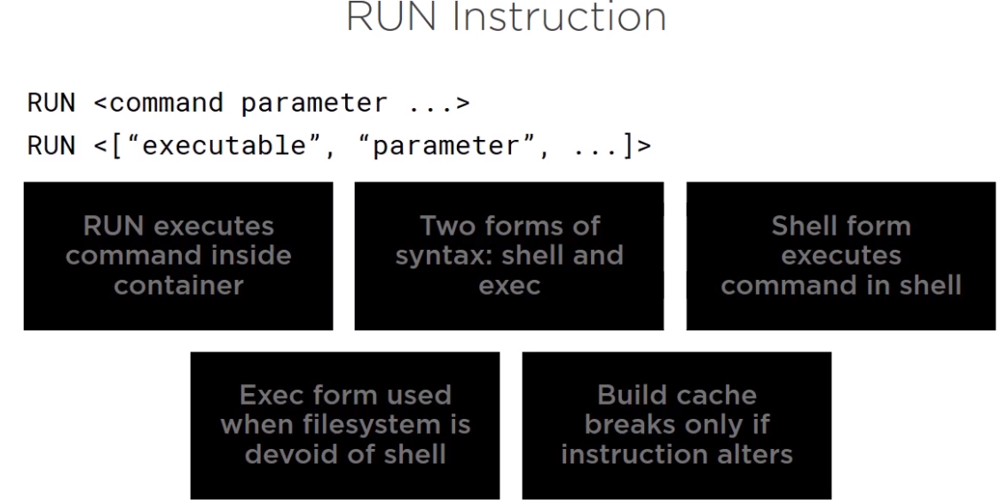 RUN Instruction
RUN <command parameter ...>
RUN <[“executable”, “parameter”, ...]>
RUN executes
command inside
container
Two forms of
syntax: shell and
exec
Shell form
executes
command in shell
Exec form used
when filesystem is
devoid of shell
Build cache
breaks only if
instruction alters